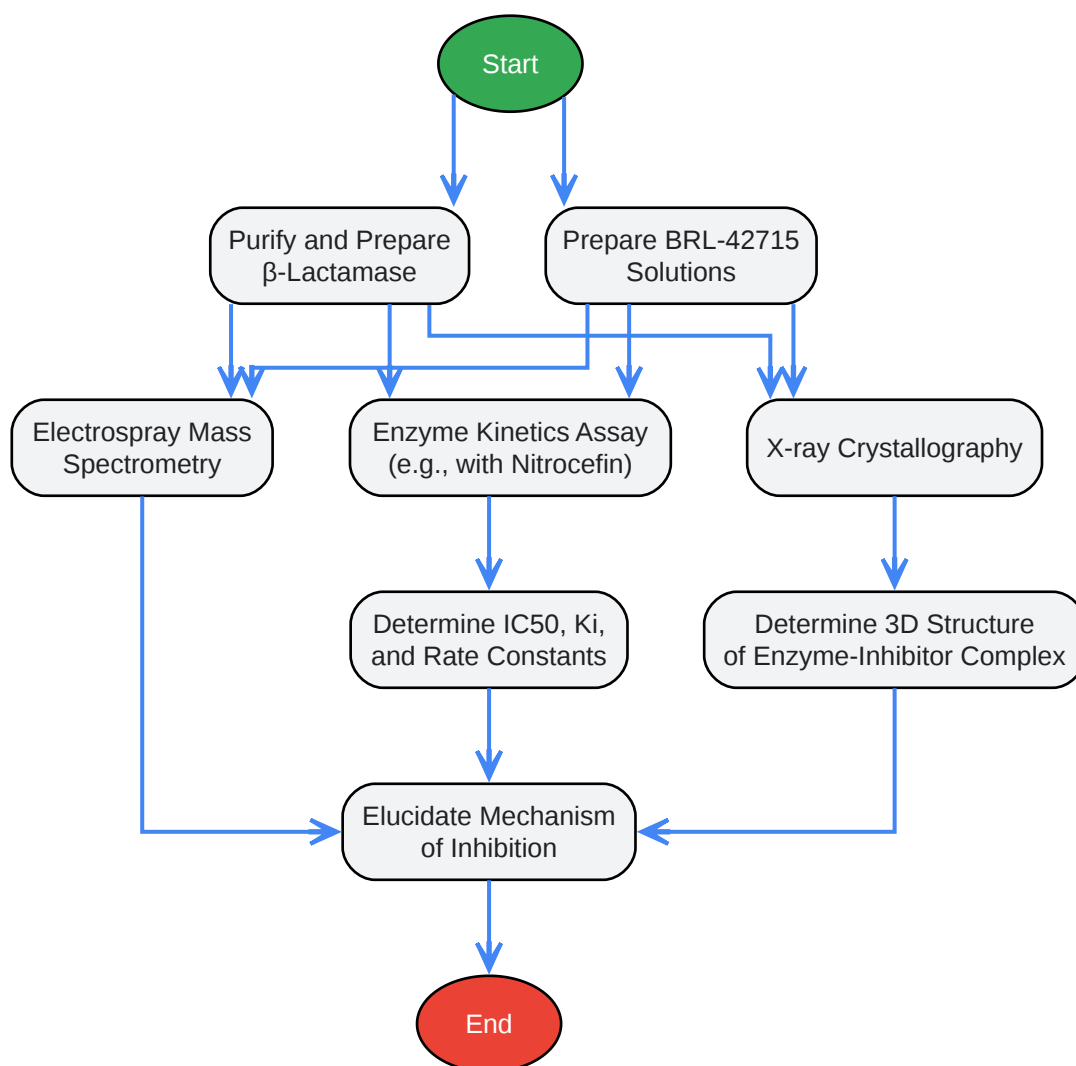 Start
Purify and Prepare
β-Lactamase
Prepare BRL-42715
Solutions
Electrospray Mass
Spectrometry
Enzyme Kinetics Assay
(e.g., with Nitrocefin)
X-ray Crystallography
Determine IC50, Ki,
and Rate Constants
Determine 3D Structure
of Enzyme-Inhibitor Complex
Elucidate Mechanism
of Inhibition
End